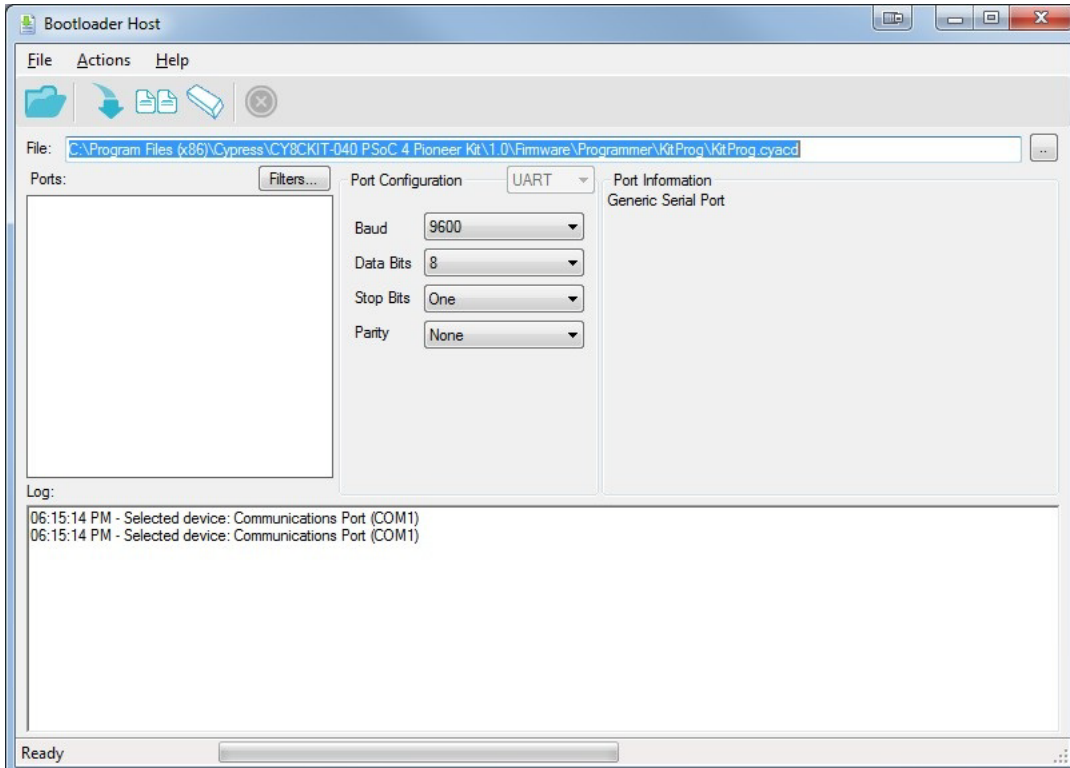 Bootloader Host
File Actions Help
File: C:\Program Files (x86)\Cypress\CY8CKIT-040 PSoC 4 Pioneer Kit\1.0\Firmware\Programmer\KitProg\KitProg.cyacd ..
Ports: Filters...
Port Configuration UART
Baud 9600
Data Bits 8
Stop Bits One
Parity None
Port Information
Generic Serial Port
Log:
06:15:14 PM - Selected device: Communications Port (COM1)
06:15:14 PM - Selected device: Communications Port (COM1)
Ready